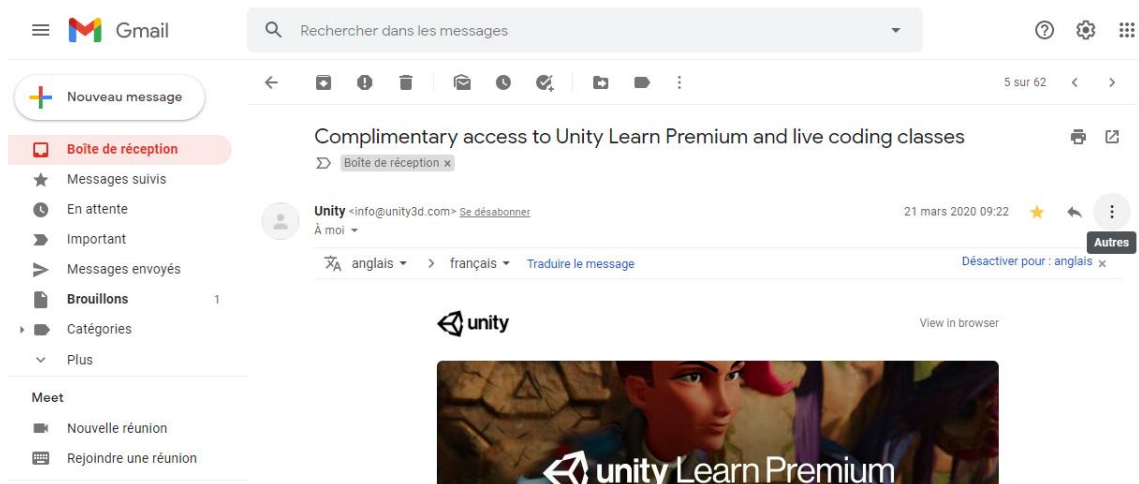 Gmail
Rechercher dans les messages
Nouveau message
5 sur 62
Boîte de réception
Messages suivis
En attente
Important
Messages envoyés
Brouillons 1
Catégories
Plus
Meet
Nouvelle réunion
Rejoindre une réunion
Complimentary access to Unity Learn Premium and live coding classes
Boîte de réception x
Unity <info@unity3d.com> Se désabonner
21 mars 2020 09:22
À moi
Autres
anglais > français Traduire le message
Désactiver pour : anglais x
unity
View in browser
unity Learn Premium